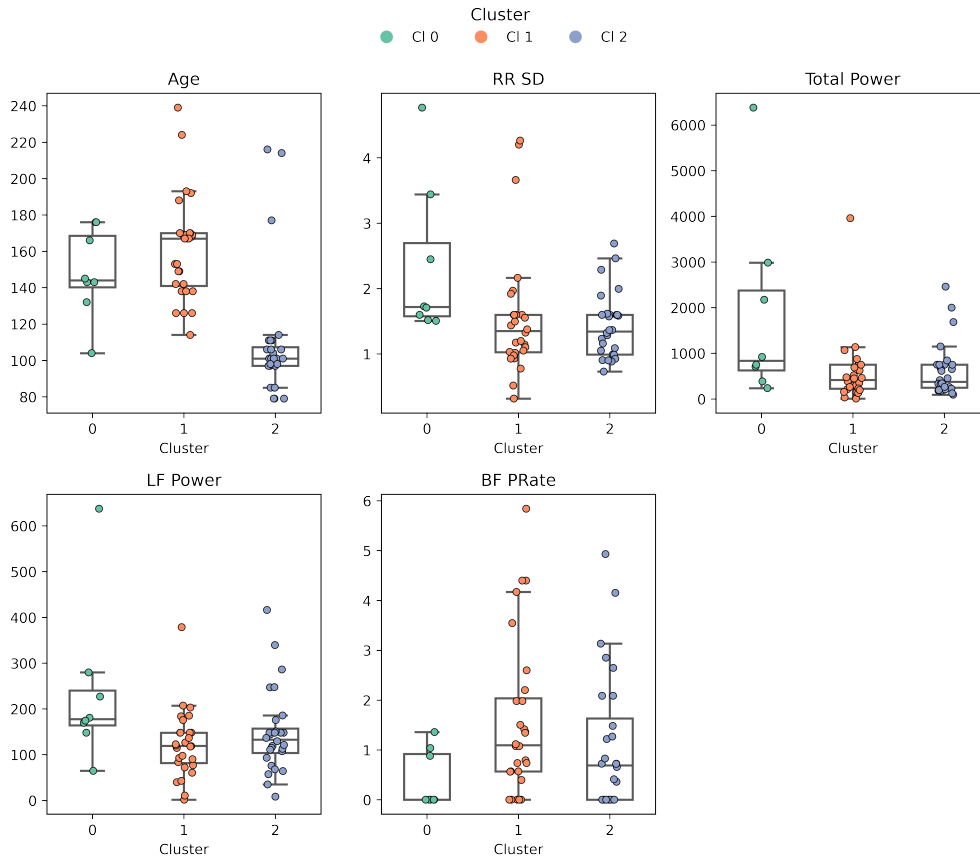 Cluster
Cl 0 Cl 1 Cl 2
Age
240
220
200
180
160
140
120
100
80
0 1 2
Cluster
RR SD
4
3
2
1
0 1 2
Cluster
Total Power
6000
5000
4000
3000
2000
1000
0
0 1 2
Cluster
LF Power
600
500
400
300
200
100
0
0 1 2
Cluster
BF PRate
6
5
4
3
2
1
0
0 1 2
Cluster